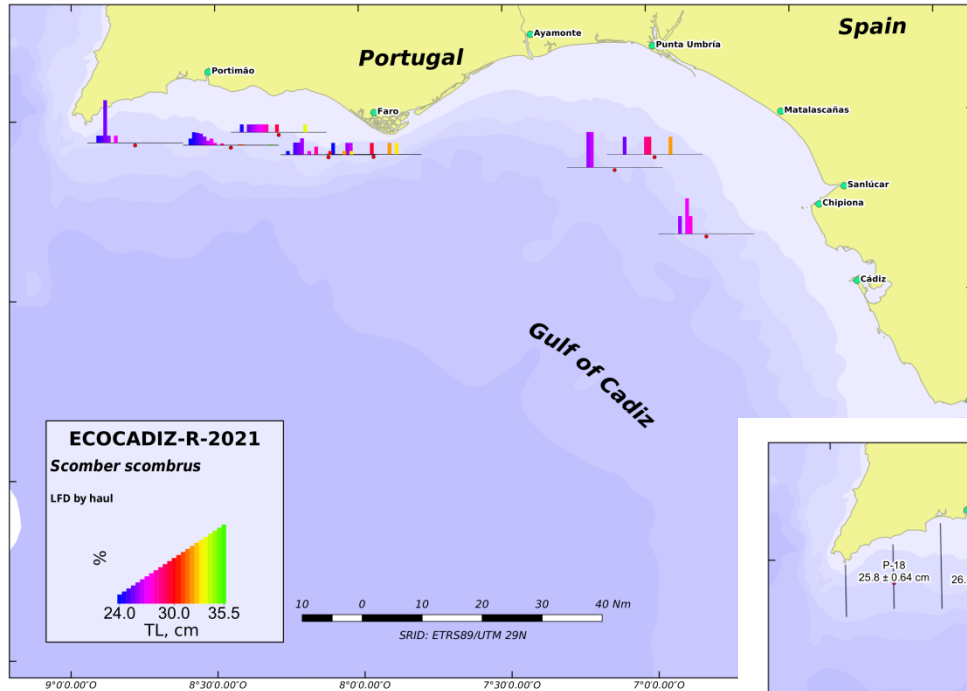 Spain
Ayamonte
Punta Umbría
Portugal
Portimão
Faro
Matalascañas
Sanlúcar
Chipiona
Cádiz
Gulf of Cadiz
ECOCADIZ-R-2021
Scomber scombrus
LFD by haul
%
24.0 30.0 35.5
TL, cm
10 0 10 20 30 40 Nm
SRID: ETRS89/UTM 29N
P-18
25.8 ± 0.64 cm
26.
9°0'0.00"O 8°30'0.00"O 8°0'0.00"O 7°30'0.00"O 7°0'0.00"O